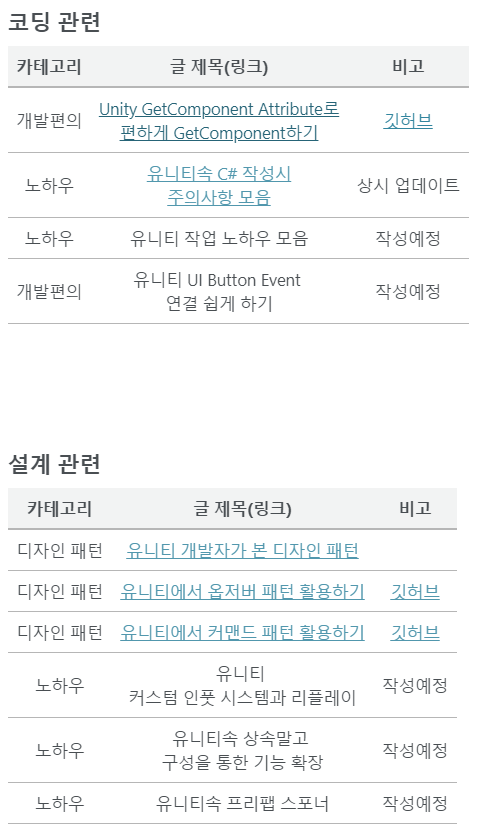 코딩 관련
카테고리 글 제목(링크) 비고
개발편의 Unity GetComponent Attribute로
편하게 GetComponent하기 깃허브
노하우 유니티속 C# 작성시
주의사항 모음 상시 업데이트
노하우 유니티 작업 노하우 모음 작성예정
개발편의 유니티 UI Button Event
연결 쉽게 하기 작성예정
설계 관련
카테고리 글 제목(링크) 비고
디자인 패턴 유니티 개발자가 본 디자인 패턴
디자인 패턴 유니티에서 옵저버 패턴 활용하기 깃허브
디자인 패턴 유니티에서 커맨드 패턴 활용하기 깃허브
노하우 유니티
커스텀 인풋 시스템과 리플레이 작성예정
노하우 유니티속 상속말고
구성을 통한 기능 확장 작성예정
노하우 유니티속 프리팹 스포너 작성예정